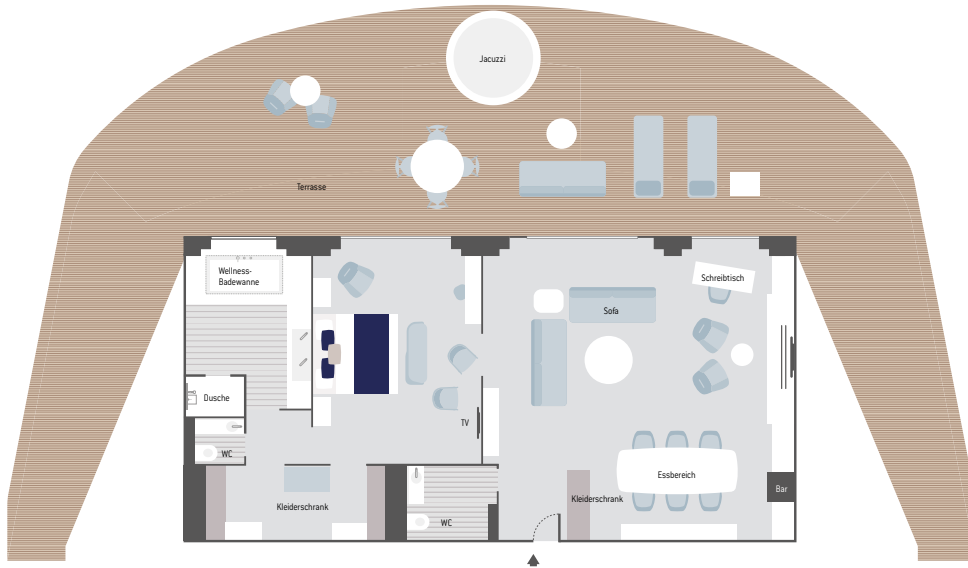 Jacuzzi
Terrasse
Wellness-
Badewanne
Schreibtisch
Sofa
Dusche
TV
WC
Essbereich
Bar
Kleiderschrank
Kleiderschrank
WC